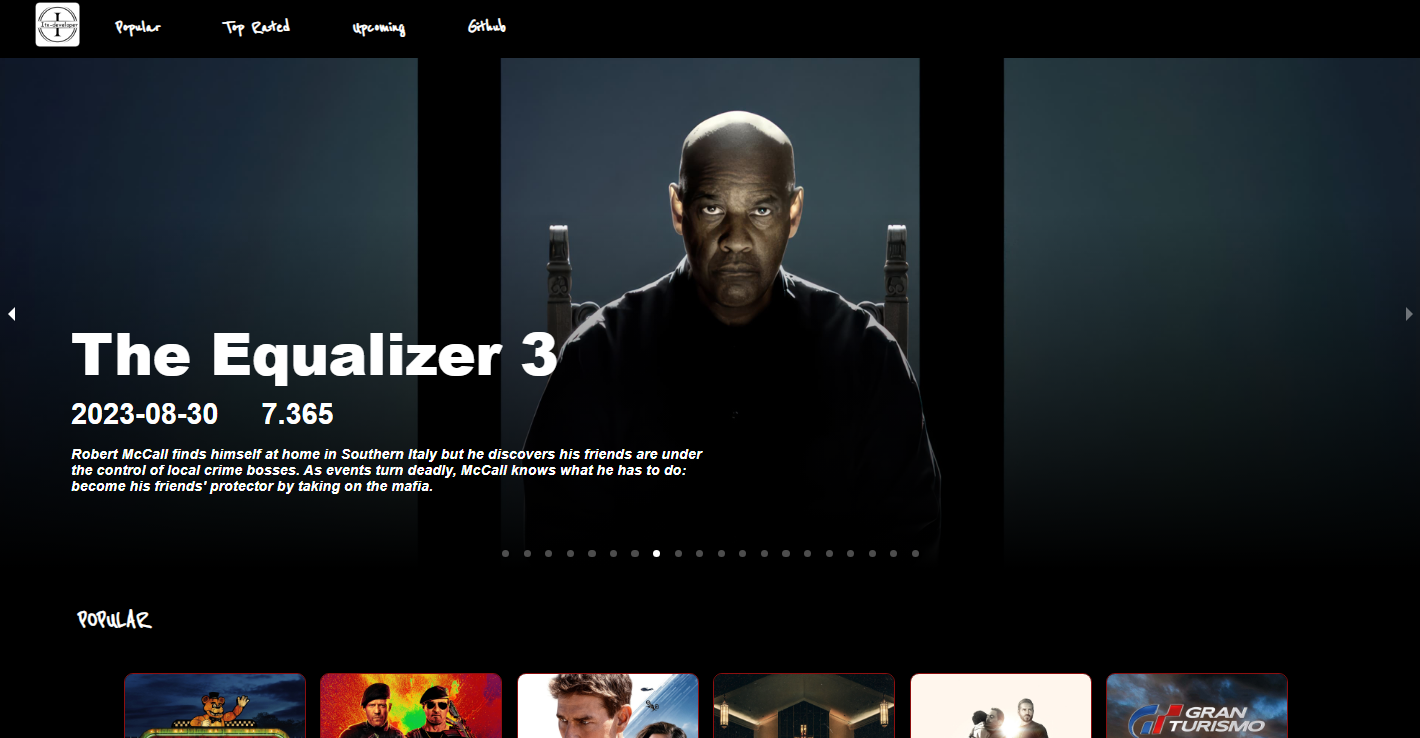 Its-developer
Popular
Top Rated
Upcoming
Github
The Equalizer 3
2023-08-30 7.365
Robert McCall finds himself at home in Southern Italy but he discovers his friends are under
the control of local crime bosses. As events turn deadly, McCall knows what he has to do:
become his friends' protector by taking on the mafia.
POPULAR
GRAN
TURISMO